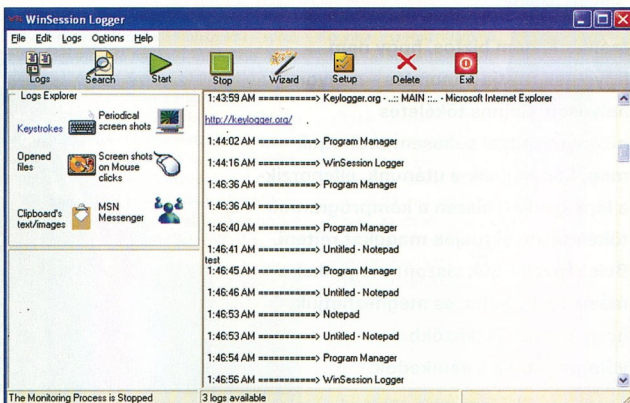 WinSession Logger
File Edit Logs Options Help
Logs Search Start Stop Wizard Setup Delete Exit
Logs Explorer
Keystrokes
Periodical
screen shots
Opened
files
Screen shots
on Mouse
clicks
Clipboard's
text/images
MSN
Messenger
1:43:59 AM ===========> Keylogger.org - ..:: MAIN ::.. - Microsoft Internet Explorer
http://keylogger.org/
1:44:02 AM ===========> Program Manager
1:44:16 AM ===========> WinSession Logger
1:46:36 AM ===========> Program Manager
1:46:36 AM ===========>
1:46:40 AM ===========> Program Manager
1:46:41 AM ===========> Untitled - Notepad
test
1:46:45 AM ===========> Program Manager
1:46:46 AM ===========> Untitled - Notepad
1:46:53 AM ===========> Notepad
1:46:53 AM ===========> Untitled - Notepad
1:46:54 AM ===========> Program Manager
1:46:56 AM ===========> WinSession Logger
The Monitoring Process is Stopped
3 logs available